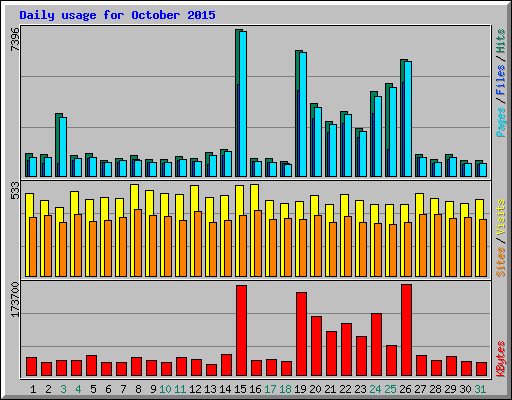 Daily usage for October 2015
7396
Pages / Files / Hits
533
Sites / Visits
173700
KBytes
1 2 3 4 5 6 7 8 9 10 11 12 13 14 15 16 17 18 19 20 21 22 23 24 25 26 27 28 29 30 31